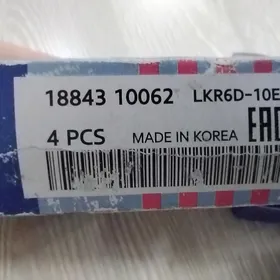 18843 10062 LKR6D-10E
4 PCS MADE IN KOREA EAC